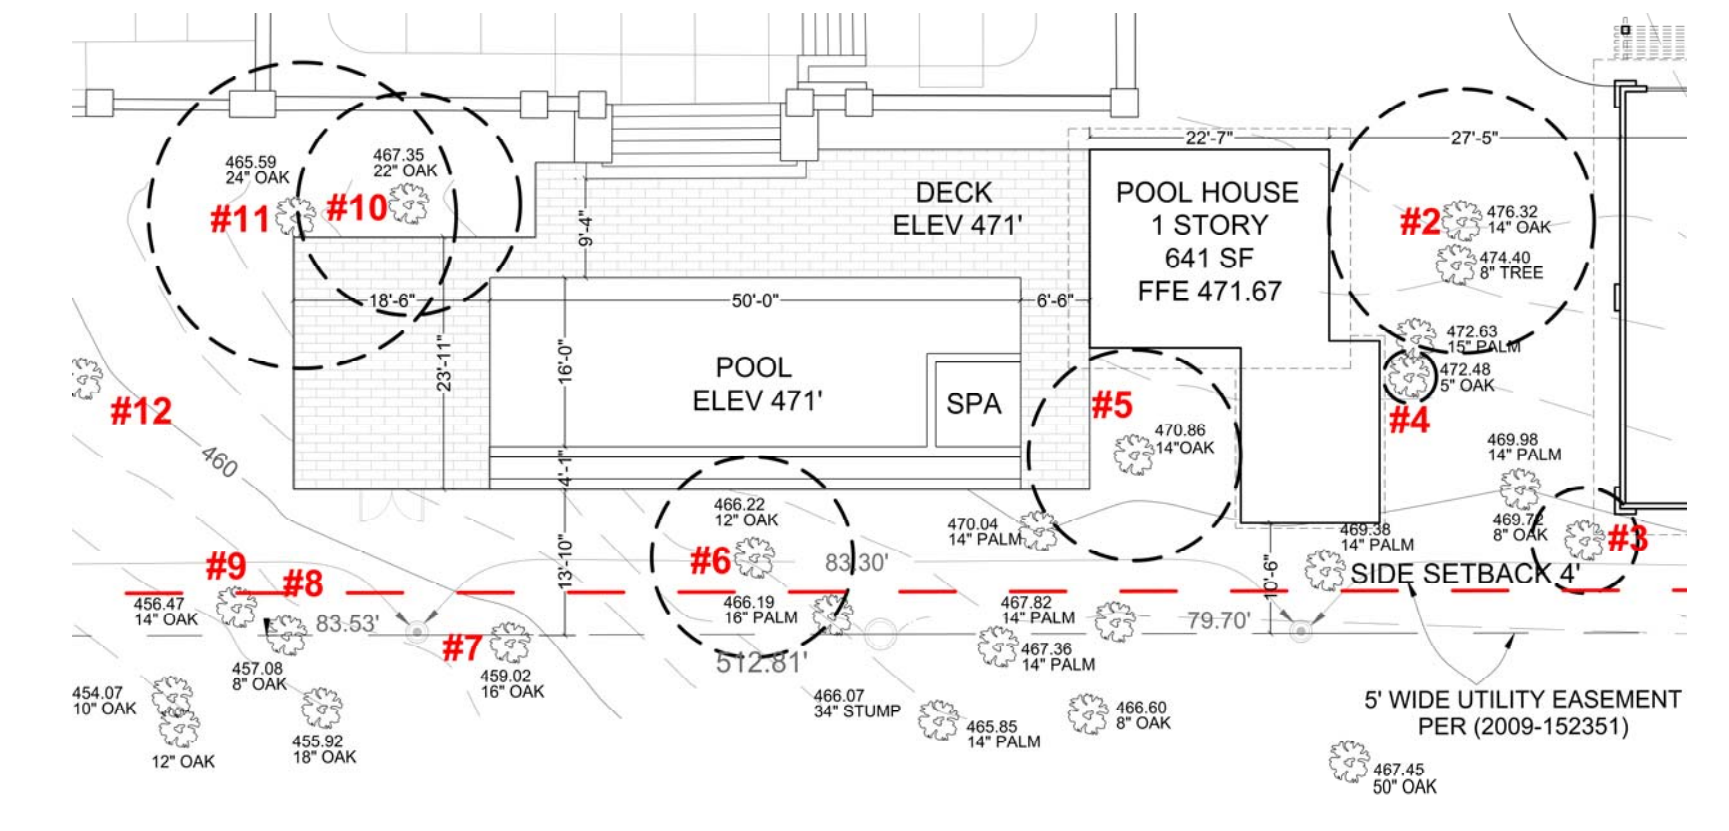 22'-7"
27'-5"
465.59
24" OAK
467.35
22" OAK
#11
#10
9'-4"
DECK
ELEV 471'
POOL HOUSE
1 STORY
641 SF
FFE 471.67
#2
476.32
14" OAK
474.40
8" TREE
18'-6"
50'-0"
6'-6"
23'-11"
16'-0"
POOL
ELEV 471'
SPA
472.63
15" PALM
472.48
5" OAK
#4
#5
470.86
14"OAK
#12
460
4'-1"
469.98
14" PALM
466.22
12" OAK
#6
470.04
14" PALM
469.38
14" PALM
469.72
8" OAK
#3
13'-10"
83.30'
10'-6"
SIDE SETBACK 4'
#9
#8
456.47
14" OAK
83.53'
466.19
16" PALM
467.82
14" PALM
79.70'
#7
457.08
8" OAK
459.02
16" OAK
512.81'
467.36
14" PALM
454.07
10" OAK
466.07
34" STUMP
465.85
14" PALM
466.60
8" OAK
5' WIDE UTILITY EASEMENT
PER (2009-152351)
12" OAK
455.92
18" OAK
467.45
50" OAK